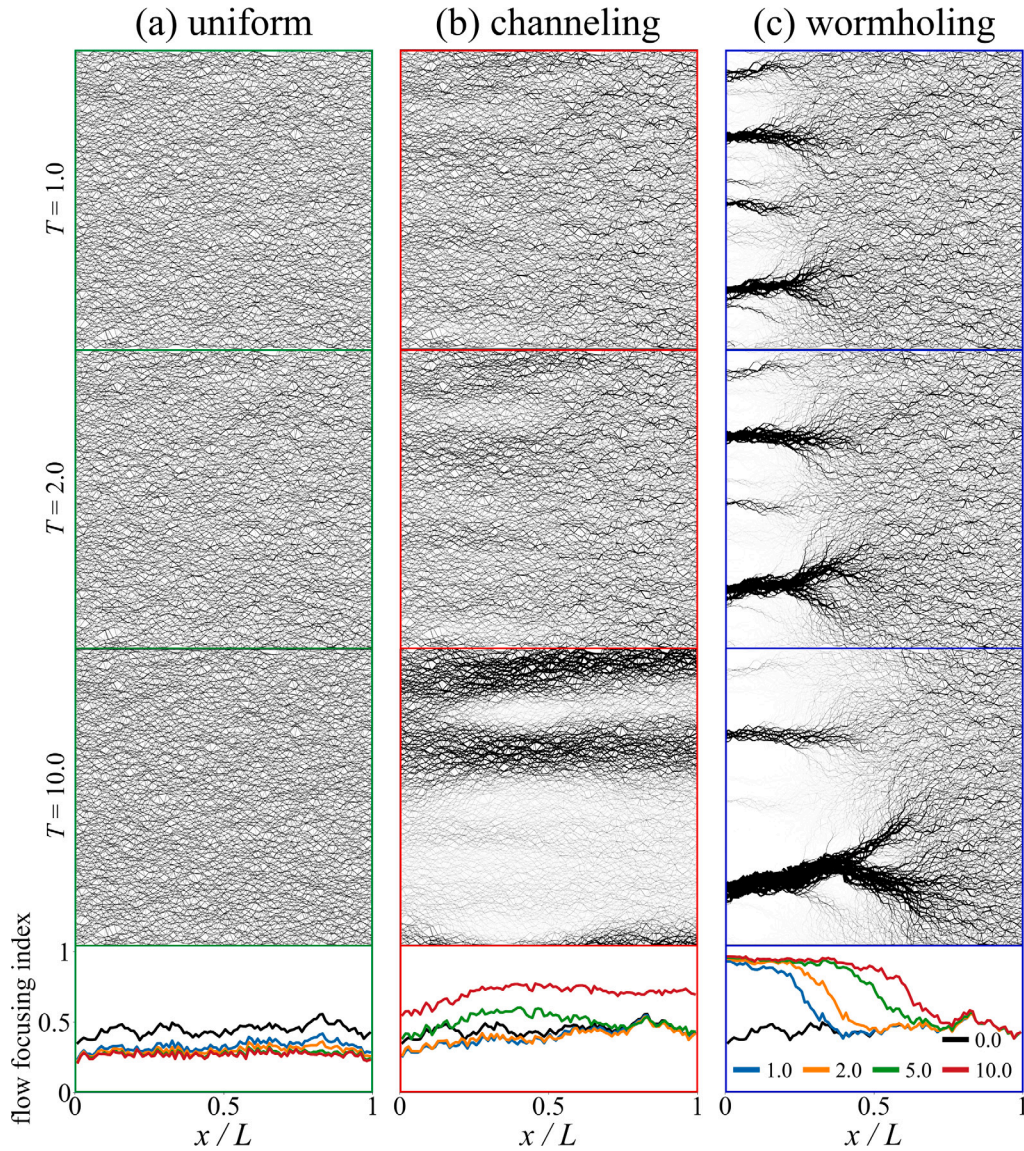 (a) uniform (b) channeling (c) wormholing
T = 1.0
T = 2.0
T = 10.0
flow focusing index
1
0.5
0
0.0
1.0 2.0 5.0 10.0
0 0.5 1 0 0.5 1 0 0.5 1
x / L x / L x / L